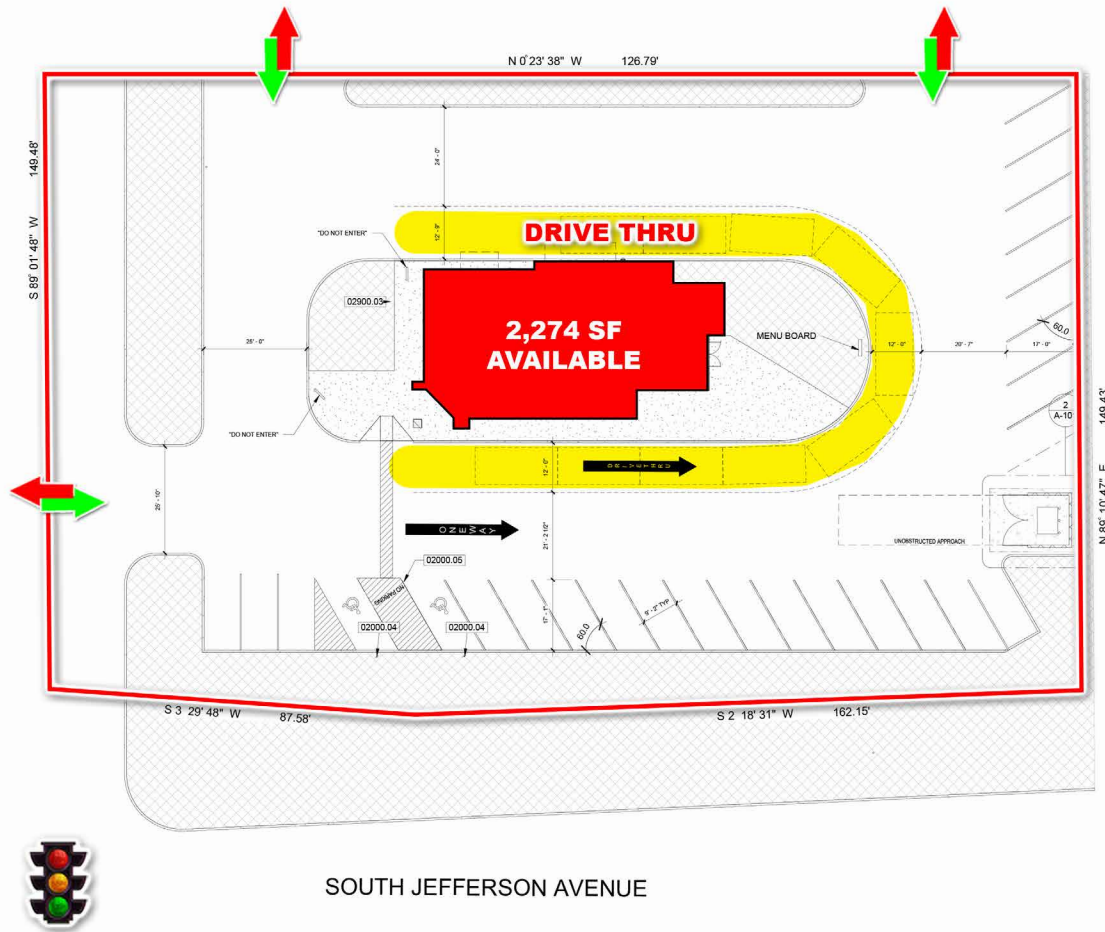 N 0°23' 38" W 126.79'
S 89° 01' 48" W 149.48'
24'- 0"
DRIVE THRU
12'- 9"
"DO NOT ENTER"
02900.03
2,274 SF
AVAILABLE
MENU BOARD
60.0
25' - 0"
12' - 0"
20' - 7"
17' - 0"
2
A-10
N 89° 10' 47" E 149.43'
"DO NOT ENTER"
12'- 0"
DRIVE THRU
25' - 10"
ONE WAY
21' - 2 1/2"
UNOBSTRUCTED APPROACH
02000.05
NO PARKING
9' - 2" TYP
17' - 1"
60.0
02000.04
02000.04
S 3 29' 48" W 87.58'
S 2 18' 31" W 162.15'
SOUTH JEFFERSON AVENUE